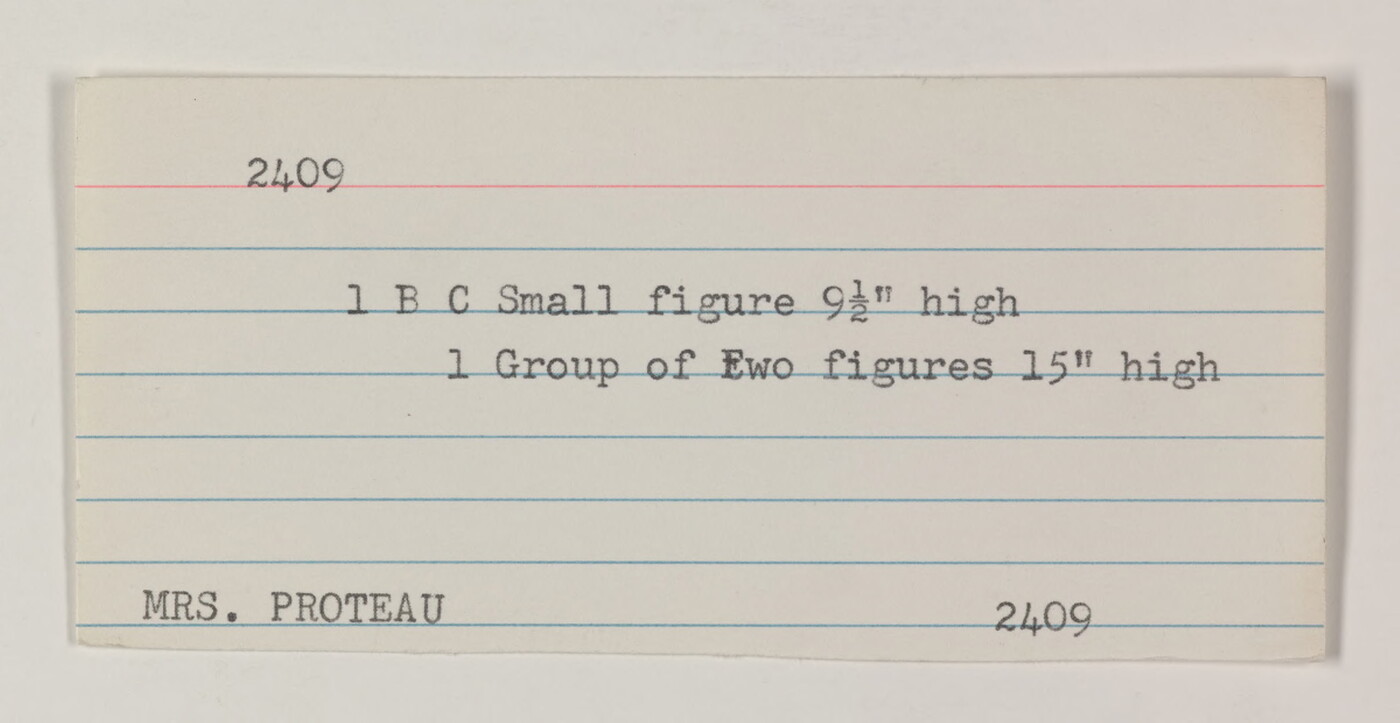 2409
1 B C Small figure 9½" high
1 Group of Ewo figures 15" high
MRS. PROTEAU 2409